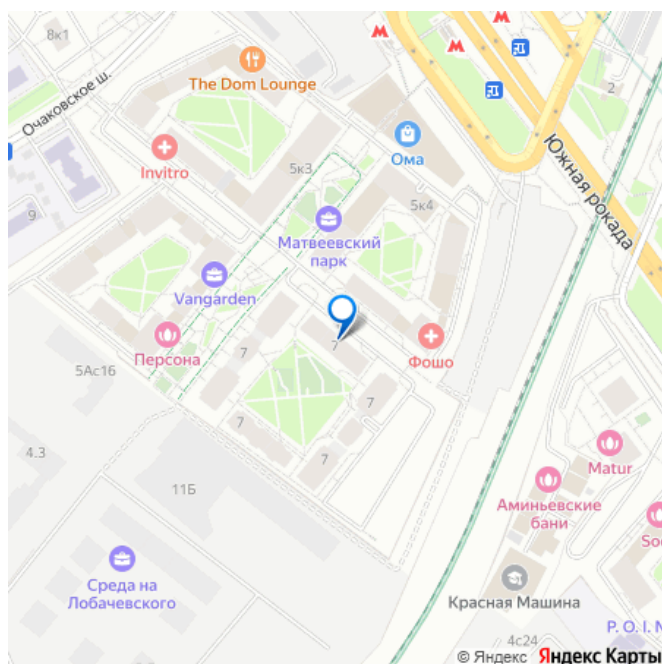 8к1
Очаковское ш.
The Dom Lounge
2
Южная рокада
Invitro
5к3
Ома
9
5к4
Матвеевский
парк
Vangarden
Персона
7
7
Фошо
5Ас16
7
7
7
4.3
11Б
Matur
Аминьевские
бани
Soc
Среда на
Лобачевского
Красная Машина
4с24
P. O. I. N
© Яндекс Яндекс Карты